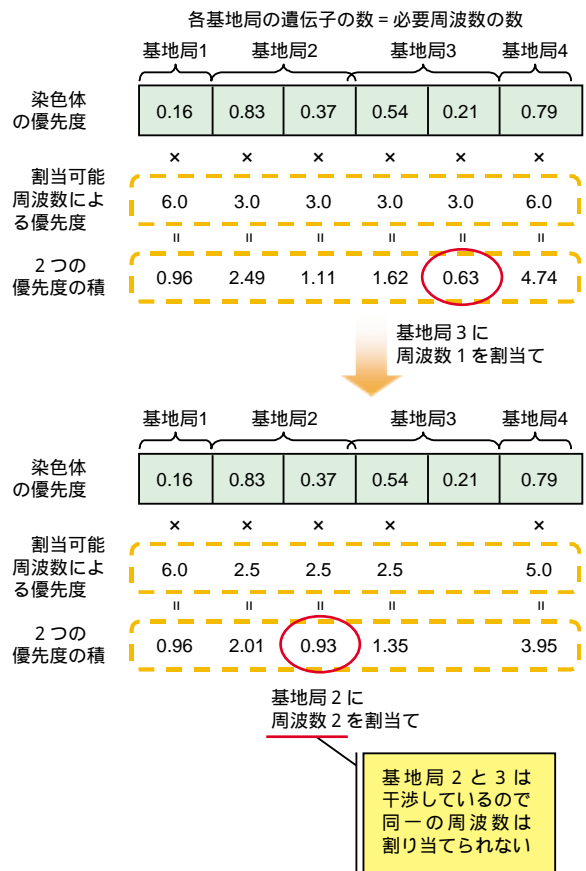 各基地局の遺伝子の数 = 必要周波数の数
基地局1 基地局2 基地局3 基地局4
染色体
の優先度
0.16 0.83 0.37 0.54 0.21 0.79
× × × × × ×
割当可能
周波数によ
る優先度
6.0 3.0 3.0 3.0 3.0 6.0
= = = = = =
2つの
優先度の積
0.96 2.49 1.11 1.62 0.63 4.74
基地局3に
周波数1を割当て
基地局1 基地局2 基地局3 基地局4
染色体
の優先度
0.16 0.83 0.37 0.54 0.21 0.79
× × × × ×
割当可能
周波数によ
る優先度
6.0 2.5 2.5 2.5 5.0
= = = = =
2つの
優先度の積
0.96 2.01 0.93 1.35 3.95
基地局2に
周波数2を割当て
基地局2と3は
干渉しているので
同一の周波数は
割り当てられない